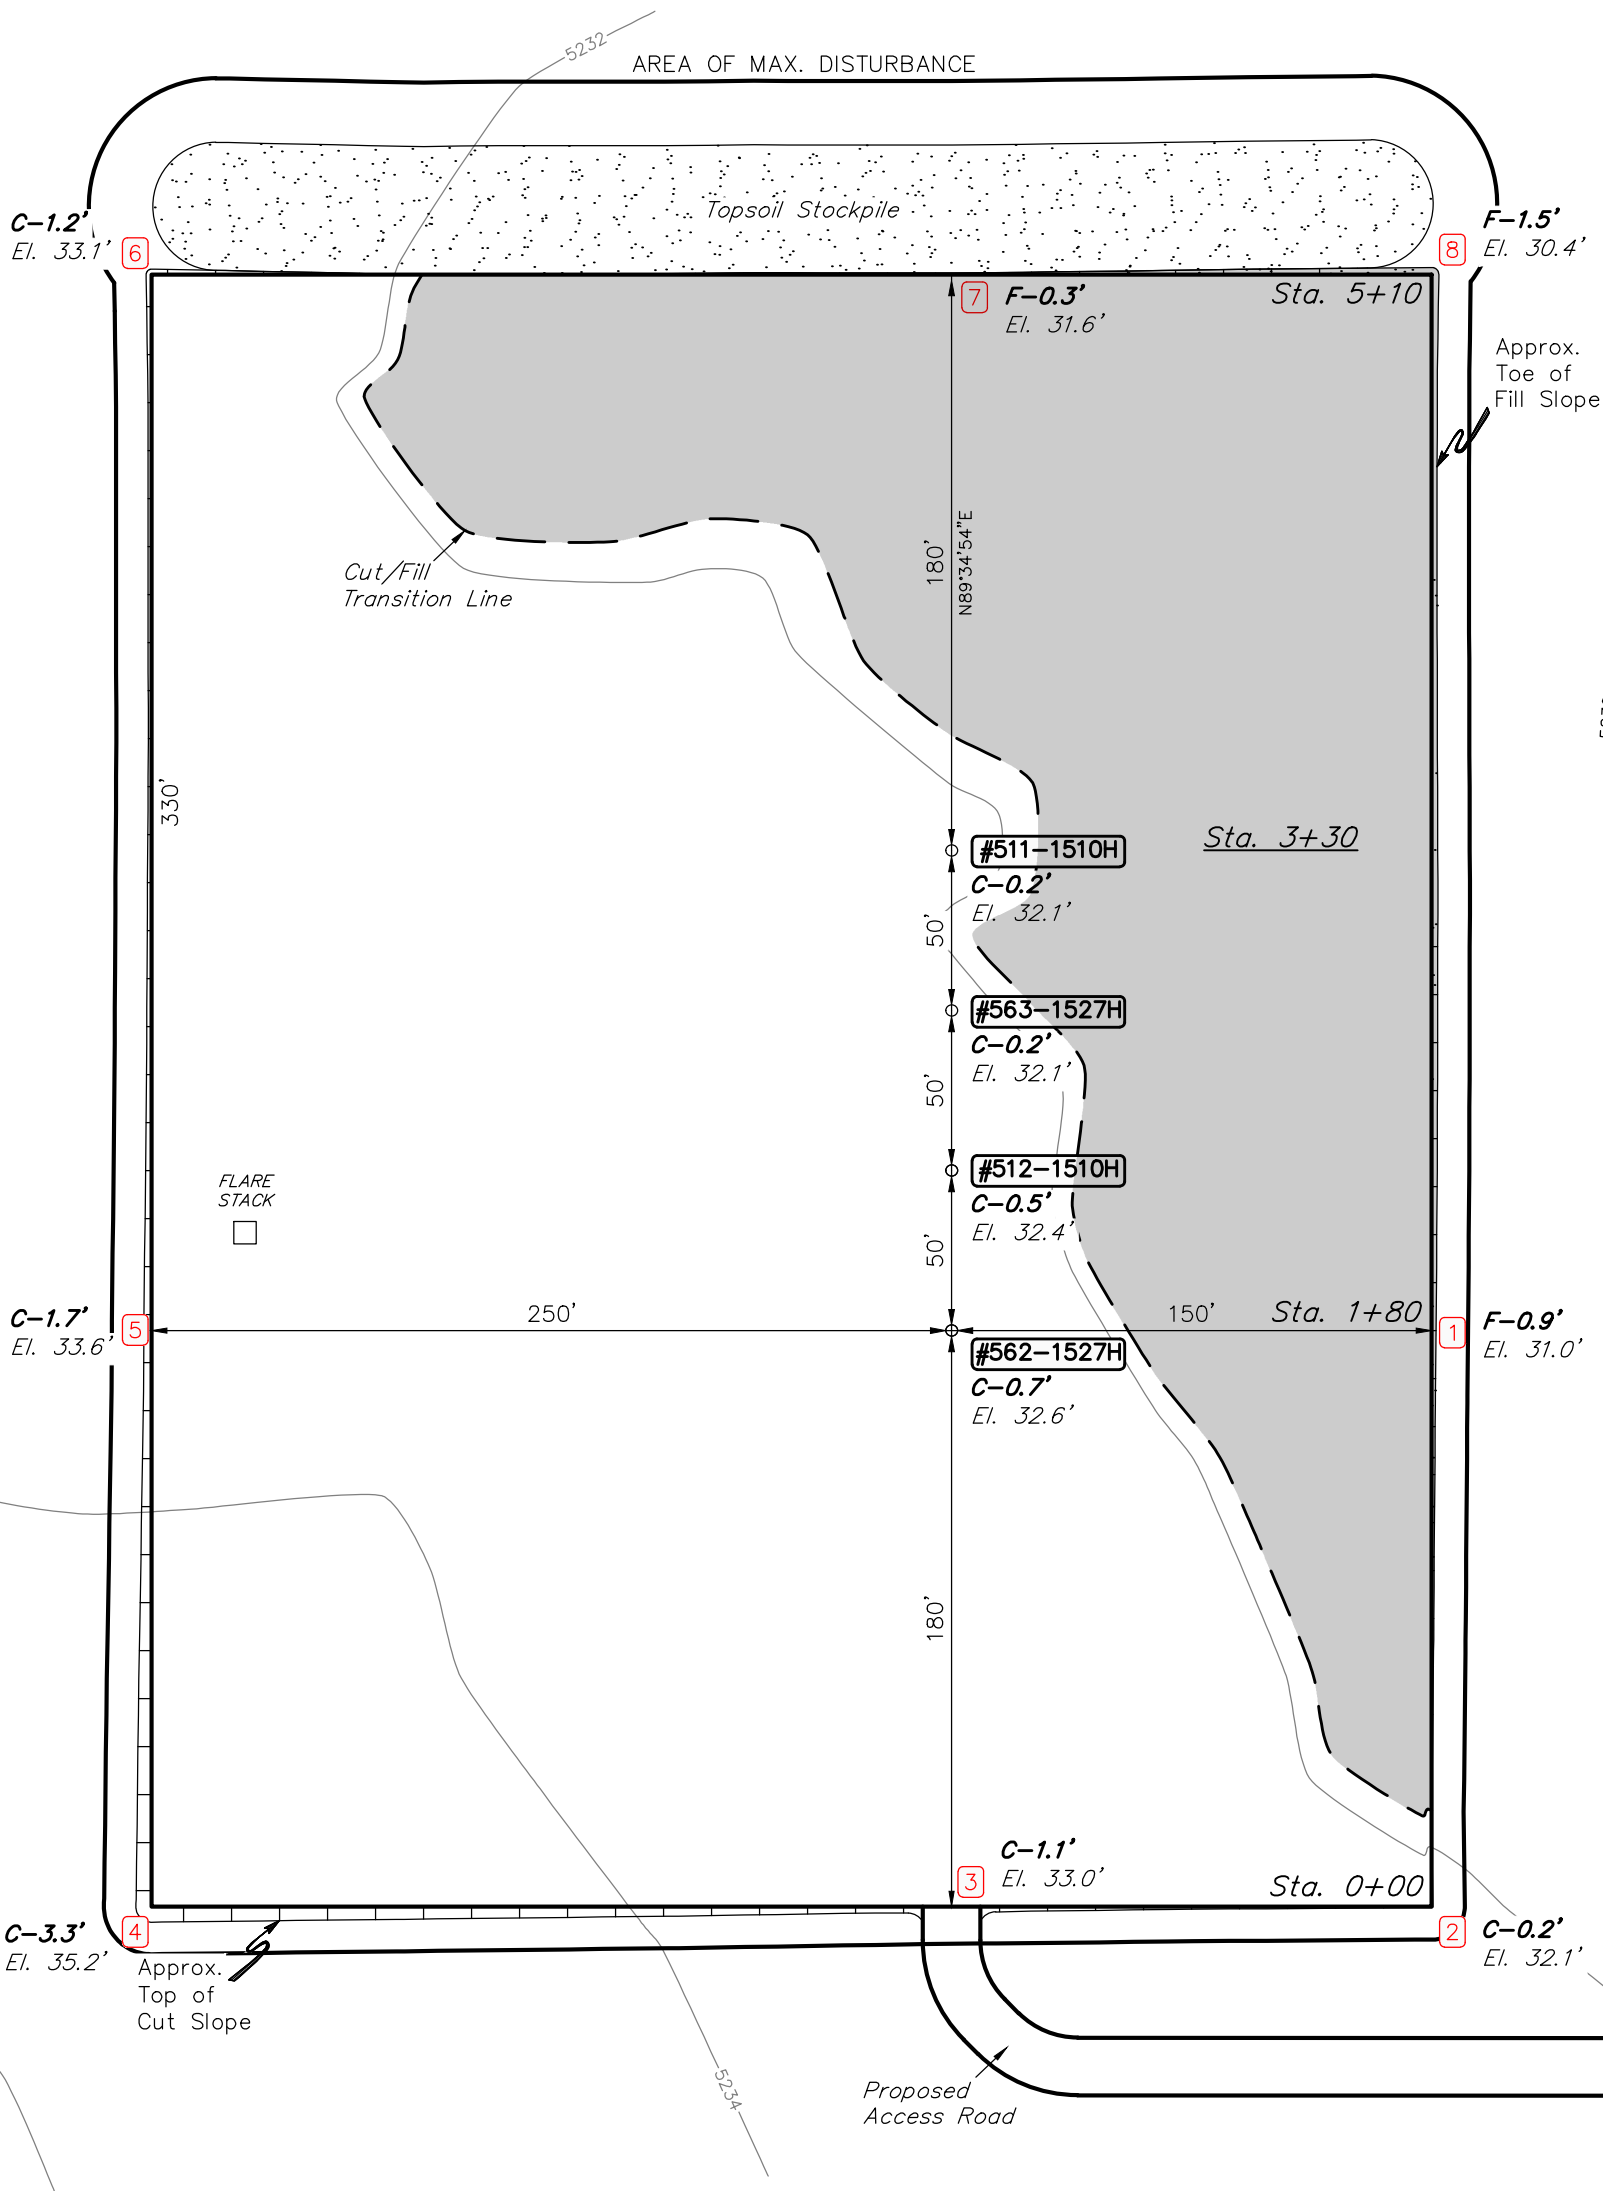 5232
AREA OF MAX. DISTURBANCE
Topsoil Stockpile
C-1.2'
El. 33.1'
6
F-1.5'
El. 30.4'
8
7
F-0.3'
El. 31.6'
Sta. 5+10
Approx.
Toe of
Fill Slope
180'
N89°34'54"E
Cut/Fill
Transition Line
330'
Sta. 3+30
#511-1510H
C-0.2'
El. 32.1'
50'
#563-1527H
C-0.2'
El. 32.1'
50'
#512-1510H
C-0.5'
El. 32.4'
50'
FLARE
STACK
C-1.7'
El. 33.6'
5
250'
150'
Sta. 1+80
1
F-0.9'
El. 31.0'
#562-1527H
C-0.7'
El. 32.6'
180'
C-1.1'
El. 33.0'
3
Sta. 0+00
C-3.3'
El. 35.2'
4
2
C-0.2'
El. 32.1'
Approx.
Top of
Cut Slope
5234
Proposed
Access Road